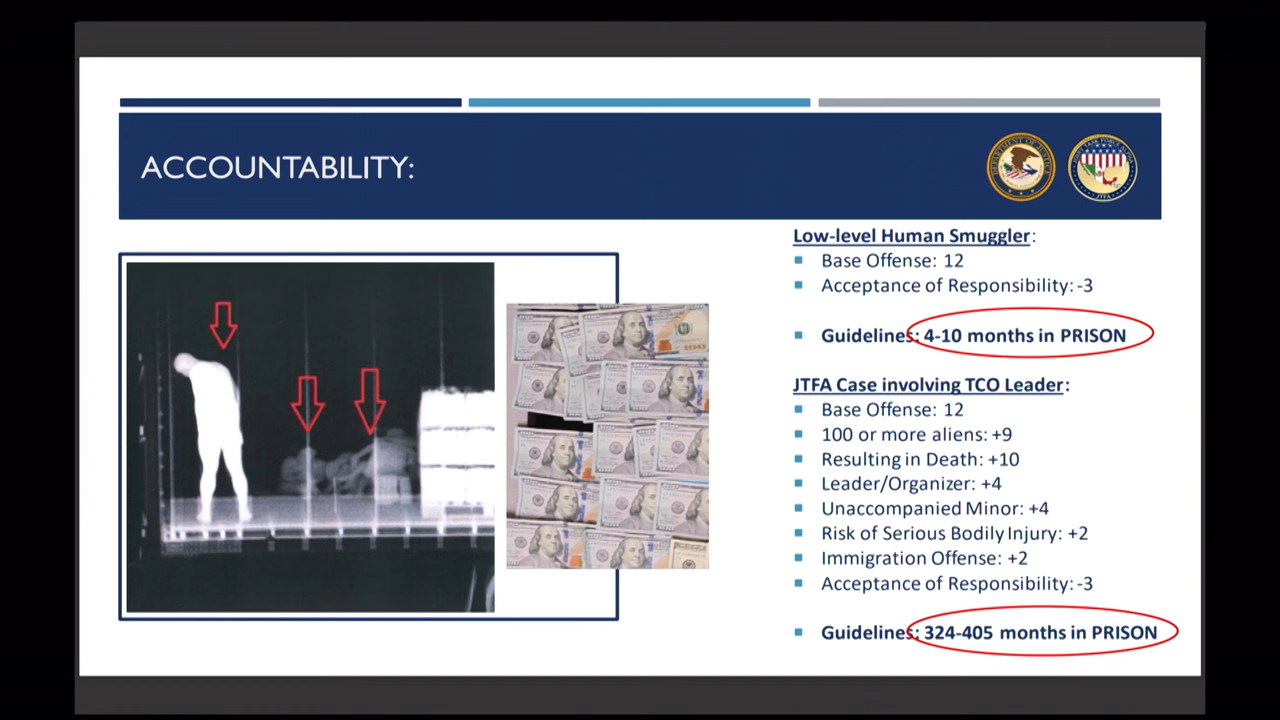 ACCOUNTABILITY:
Low-level Human Smuggler:
Base Offense: 12
Acceptance of Responsibility: -3
Guidelines: 4-10 months in PRISON
JTFA Case involving TCO Leader:
Base Offense: 12
100 or more aliens: +9
Resulting in Death: +10
Leader/Organizer: +4
Unaccompanied Minor: +4
Risk of Serious Bodily Injury: +2
Immigration Offense: +2
Acceptance of Responsibility: -3
Guidelines: 324-405 months in PRISON